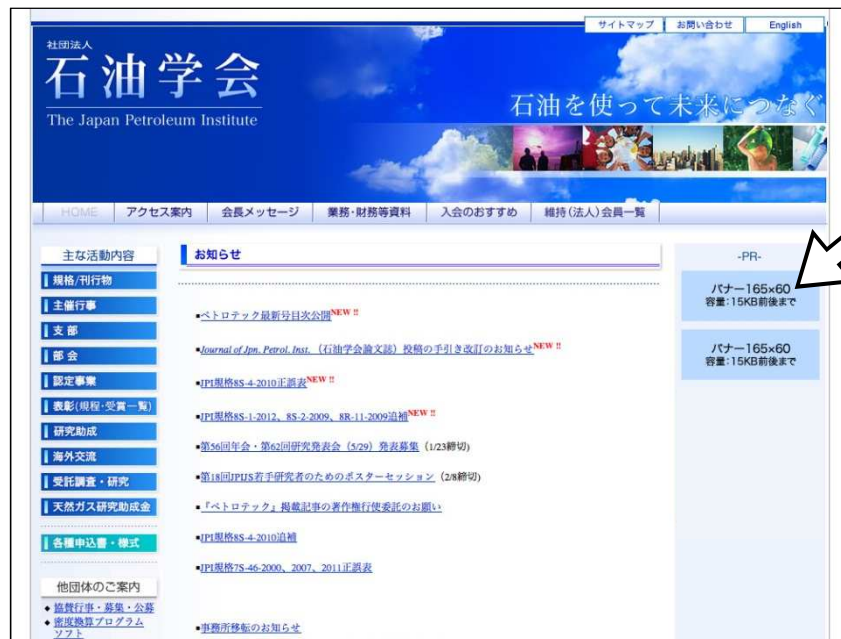 サイトマップ お問い合わせ English
社団法人
石油学会
The Japan Petroleum Institute
石油を使って未来につなぐ
HOME アクセス案内 会長メッセージ 業務・財務等資料 入会のおすすめ 維持(法人)会員一覧
主な活動内容
規格/刊行物
主催行事
支部
部会
認定事業
表彰(規程・受賞一覧)
研究助成
海外交流
受託調査・研究
天然ガス研究助成金
各種申込書・様式
他団体のご案内
◆ 協賛行事・募集・公募
◆ 密度換算プログラム
ソフト
お知らせ
■ペトロテック最新号目次公開NEW !!
■Journal of Jpn. Petrol. Inst. (石油学会論文誌) 投稿の手引き改訂のお知らせNEW !!
■JPI規格8S-4-2010正誤表NEW !!
■JPI規格8S-1-2012、8S-2-2009、8R-11-2009追補NEW !!
■第56回年会・第62回研究発表会 (5/29) 発表募集 (1/23締切)
■第18回JPIJS若手研究者のためのポスターセッション (2/8締切)
■『ペトロテック』掲載記事の著作権行使委託のお願い
■JPI規格8S-4-2010追補
■JPI規格7S-46-2000、2007、2011正誤表
■事務所移転のお知らせ
-PR-
バナー165×60
容量:15KB前後まで
バナー165×60
容量:15KB前後まで